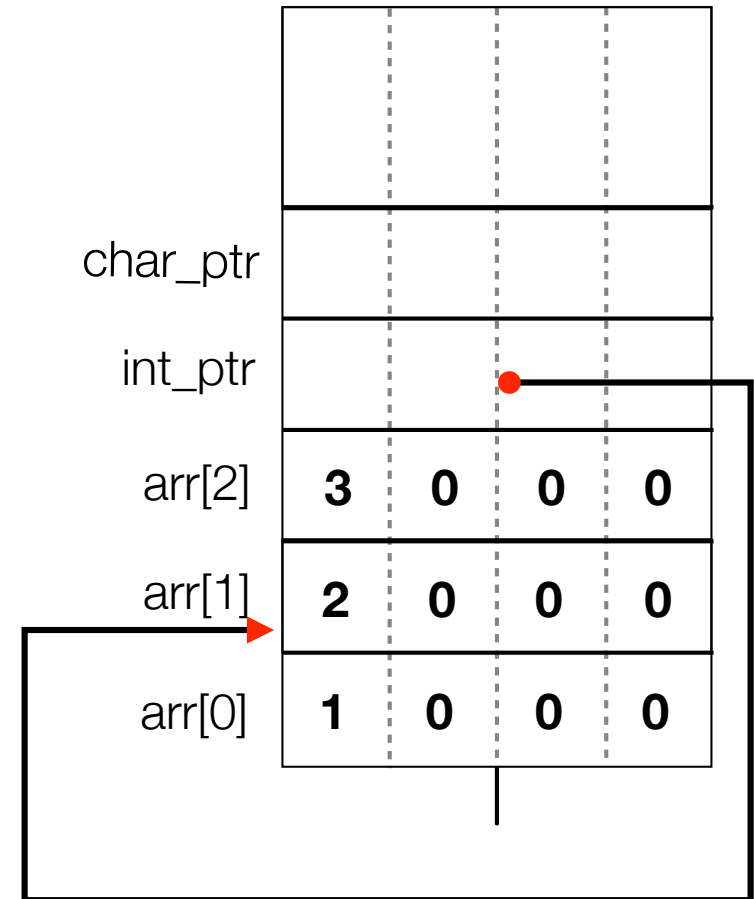 char_ptr
int_ptr
arr[2] 3 0 0 0
arr[1] 2 0 0 0
arr[0] 1 0 0 0